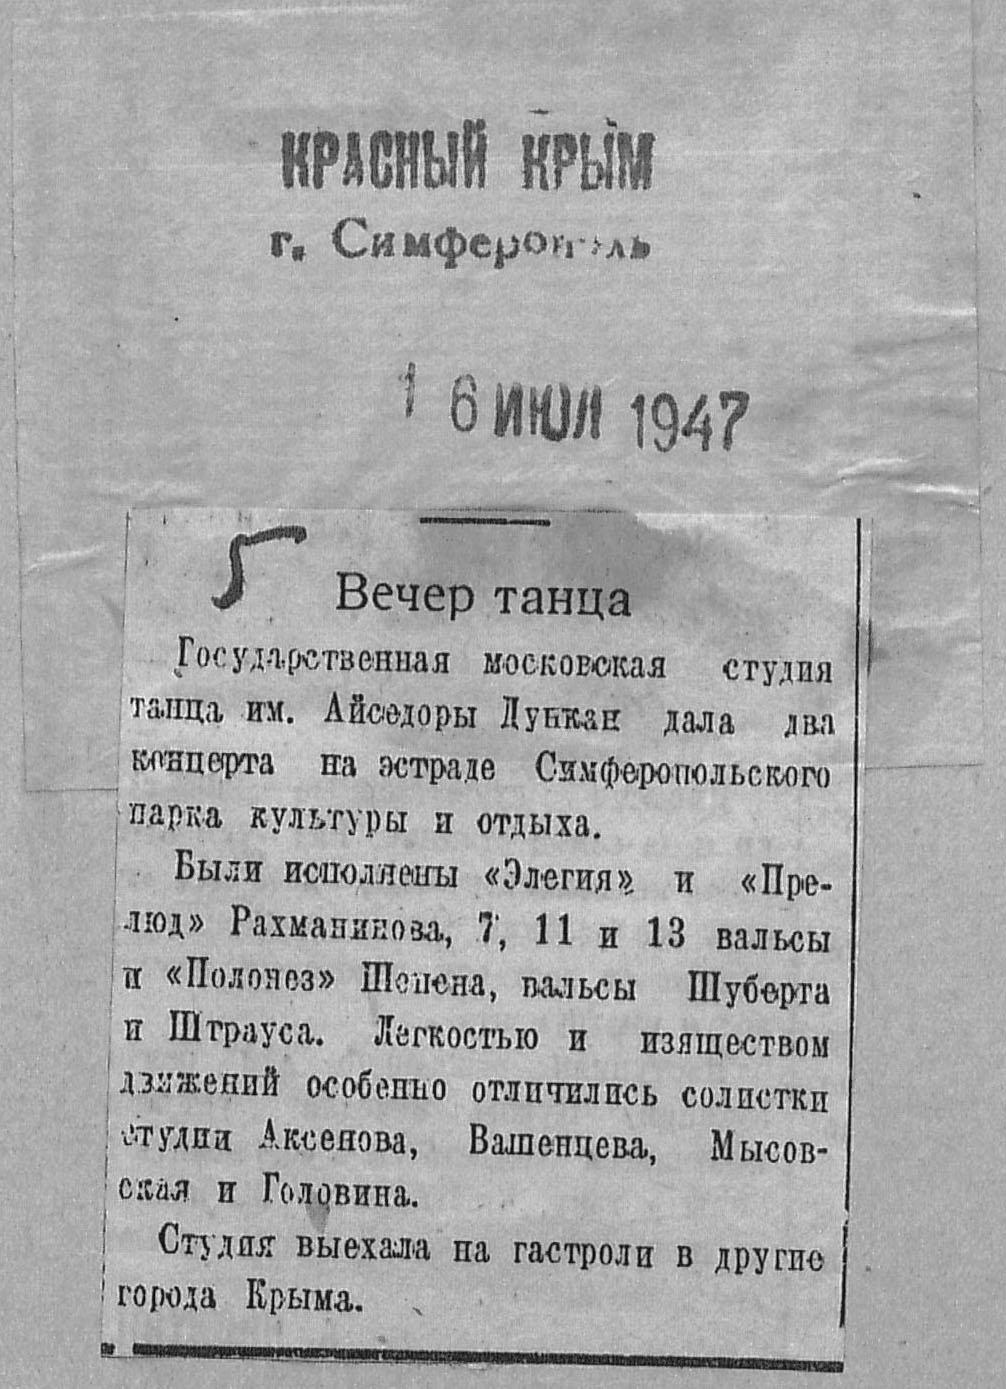 КРАСНЫЙ КРЫМ
г. Симферополь
16 ИЮЛ 1947
5
Вечер танца
Государственная московская студия
танца им. Айседоры Дункан дала два
концерта на эстраде Симферопольского
парка культуры и отдыха.
Были исполнены «Элегия» и «Пре-
люд» Рахманинова, 7, 11 и 13 вальсы
и «Полонез» Шопена, вальсы Шуберта
и Штрауса. Легкостью и изяществом
движений особенно отличились солистки
студии Аксенова, Вашенцева, Мысов-
ская и Головина.
Студия выехала на гастроли в другие
города Крыма.